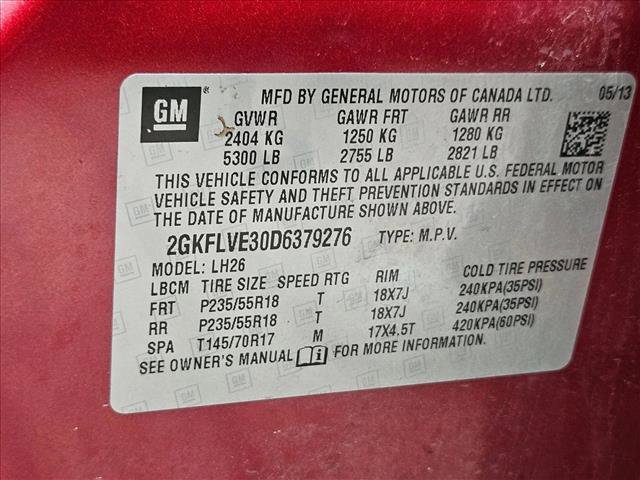 GM MFD BY GENERAL MOTORS OF CANADA LTD. 05/13
GVWR GAWR FRT GAWR RR
2404 KG 1250 KG 1280 KG
5300 LB 2755 LB 2821 LB
THIS VEHICLE CONFORMS TO ALL APPLICABLE U.S. FEDERAL MOTOR
VEHICLE SAFETY AND THEFT PREVENTION STANDARDS IN EFFECT ON
THE DATE OF MANUFACTURE SHOWN ABOVE.
2GKFLVE30D6379276 TYPE: M.P.V.
MODEL: LH26
LBCM TIRE SIZE SPEED RTG RIM COLD TIRE PRESSURE
FRT P235/55R18 T 18X7J 240KPA(35PSI)
RR P235/55R18 T 18X7J 240KPA(35PSI)
SPA T145/70R17 M 17X4.5T 420KPA(60PSI)
SEE OWNER'S MANUAL i FOR MORE INFORMATION.